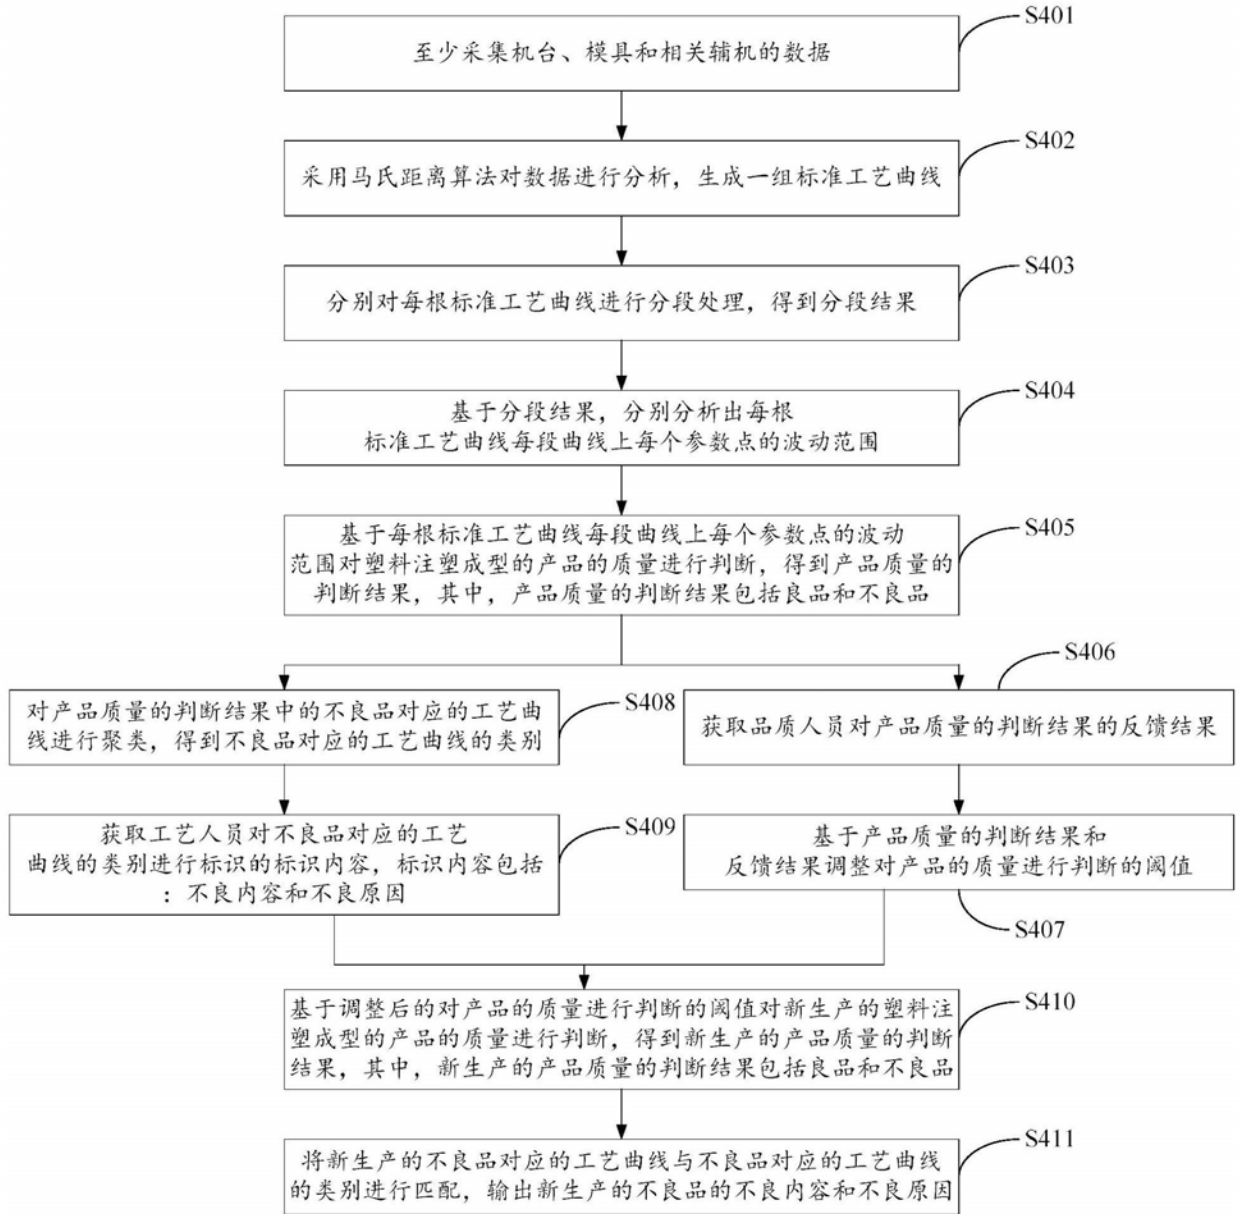 S401
至少采集机台、模具和相关辅机的数据
S402
采用马氏距离算法对数据进行分析，生成一组标准工艺曲线
S403
分别对每根标准工艺曲线进行分段处理，得到分段结果
S404
基于分段结果，分别分析出每根
标准工艺曲线每段曲线上每个参数点的波动范围
S405
基于每根标准工艺曲线每段曲线上每个参数点的波动
范围对塑料注塑成型的产品的质量进行判断，得到产品质量的
判断结果，其中，产品质量的判断结果包括良品和不良品
S408
对产品质量的判断结果中的不良品对应的工艺曲
线进行聚类，得到不良品对应的工艺曲线的类别
S406
获取品质人员对产品质量的判断结果的反馈结果
S409
获取工艺人员对不良品对应的工艺
曲线的类别进行标识的标识内容，标识内容包括
：不良内容和不良原因
基于产品质量的判断结果和
反馈结果调整对产品的质量进行判断的阈值
S407
S410
基于调整后的对产品的质量进行判断的阈值对新生产的塑料注
塑成型的产品的质量进行判断，得到新生产的产品质量的判断
结果，其中，新生产的产品质量的判断结果包括良品和不良品
S411
将新生产的不良品对应的工艺曲线与不良品对应的工艺曲线
的类别进行匹配，输出新生产的不良品的不良内容和不良原因